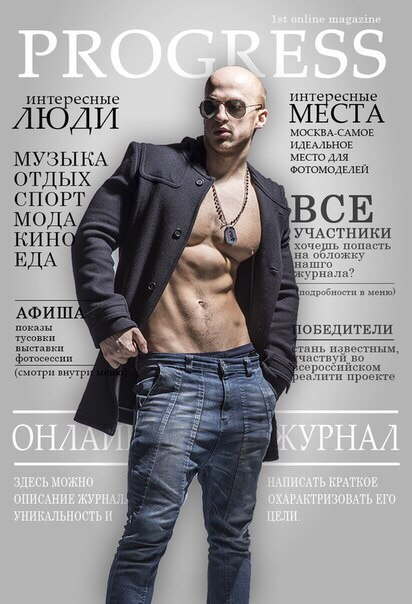 1st online magazine
PROGRESS
интересные
ЛЮДИ
МУЗЫКА
ОТДЫХ
СПОРТ
МОДА
КИНО
ЕДА
АФИША
показы
тусовки
выставки
фотосессии
(смотри внутри меню)
интересные
МЕСТА
МОСКВА-САМОЕ
ИДЕАЛЬНОЕ
МЕСТО ДЛЯ
ФОТОМОДЕЛЕЙ
ВСЕ
УЧАСТНИКИ
хочешь попасть
на обложку
нашго
журнала?
(подробности в меню)
ПОБЕДИТЕЛИ
стань известным,
участвуй во
всероссийском
реалити проекте
ОНЛАЙ ЖУРНАЛ
ЗДЕСЬ МОЖНО НАПИСАТЬ КРАТКОЕ
ОПИСАНИЕ ЖУРНАЛ. ОХАРАКТРИЗОВАТЬ ЕГО
УНИКАЛЬНОСТЬ И ЦЕЛИ.